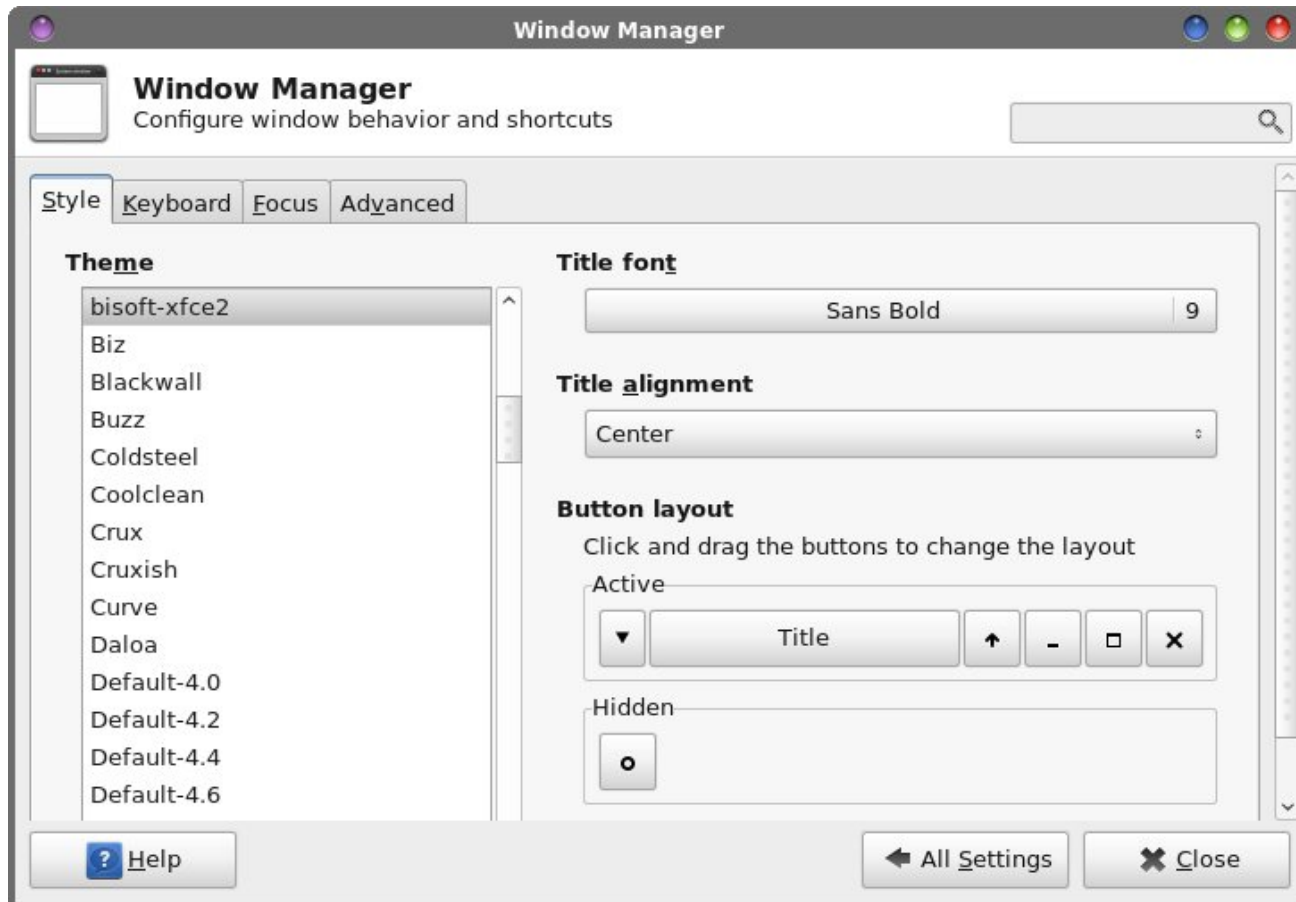 Window Manager
Window Manager
Configure window behavior and shortcuts
Style Keyboard Focus Advanced
Theme
bisoft-xfce2
Biz
Blackwall
Buzz
Coldsteel
Coolclean
Crux
Cruxish
Curve
Daloa
Default-4.0
Default-4.2
Default-4.4
Default-4.6
Title font
Sans Bold 9
Title alignment
Center
Button layout
Click and drag the buttons to change the layout
Active
Title
Hidden
Help
All Settings
Close